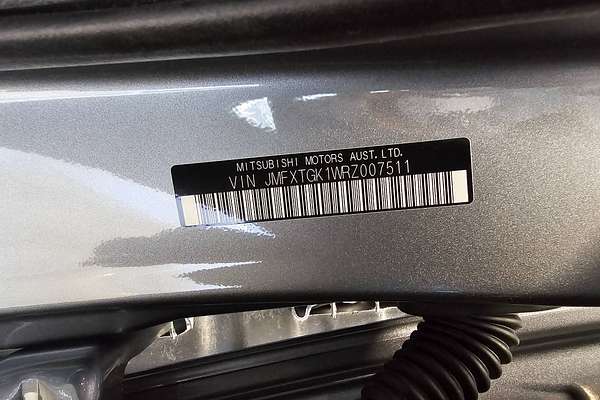 MITSUBISHI MOTORS AUST. LTD.
VIN JMFXTGK1WRZ007511